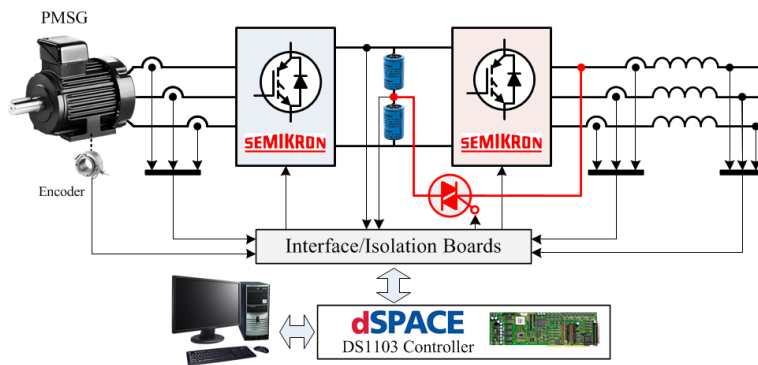 PMSG
SEMIKRON
SEMIKRON
Encoder
Interface/Isolation Boards
dSPACE
DS1103 Controller